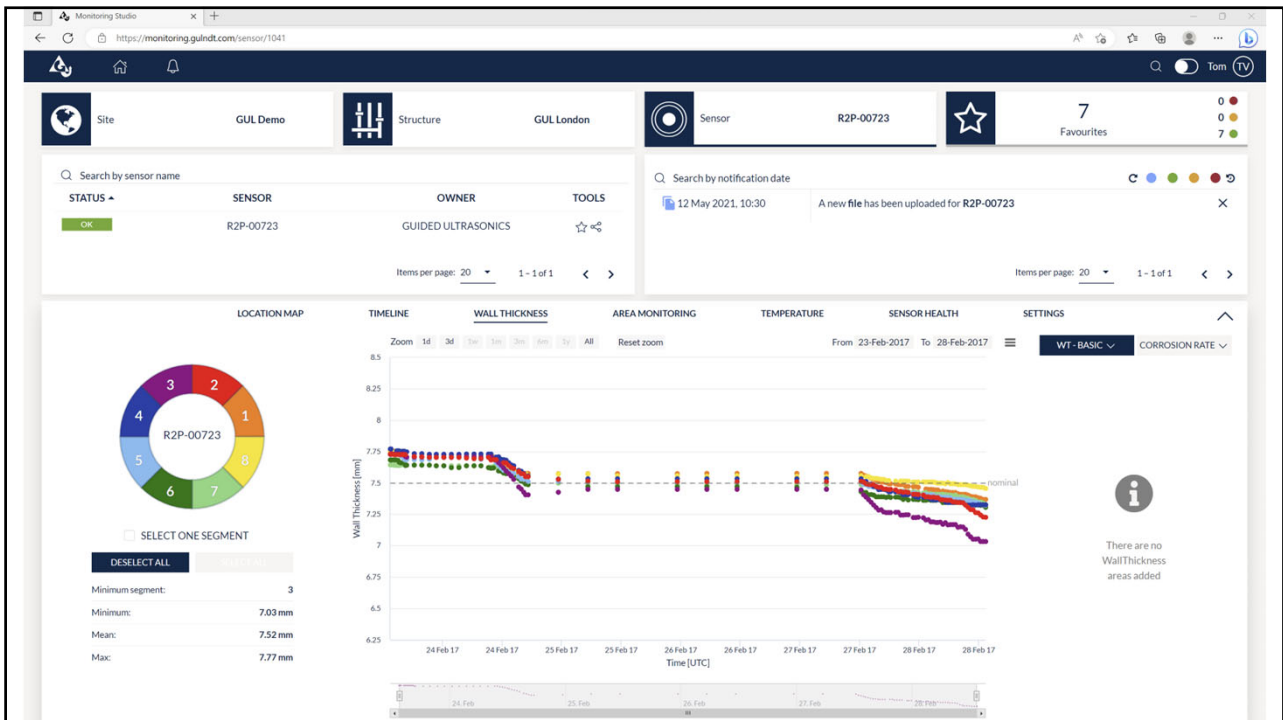 Monitoring Studio
https://monitoring.gulndt.com/sensor/1041
Tom TV
Site GUL Demo
Structure GUL London
Sensor R2P-00723
7
Favourites
0
0
7
Search by sensor name
STATUS SENSOR OWNER TOOLS
OK R2P-00723 GUIDED ULTRASONICS
Items per page: 20 1 – 1 of 1
Search by notification date
12 May 2021, 10:30 A new file has been uploaded for R2P-00723
Items per page: 20 1 – 1 of 1
LOCATION MAP TIMELINE WALL THICKNESS AREA MONITORING TEMPERATURE SENSOR HEALTH SETTINGS
Zoom 1d 3d 1w 1m 3m 6m 1y All Reset zoom From 23-Feb-2017 To 28-Feb-2017
WT - BASIC CORROSION RATE
3 2
4 1
R2P-00723
5 8
6 7
SELECT ONE SEGMENT
DESELECT ALL
Minimum segment: 3
Minimum: 7.03 mm
Mean: 7.52 mm
Max: 7.77 mm
Wall Thickness [mm]
8.5
8.25
8
7.75
7.5
7.25
7
6.75
6.5
6.25
nominal
24 Feb 17 24 Feb 17 25 Feb 17 25 Feb 17 26 Feb 17 26 Feb 17 27 Feb 17 27 Feb 17 28 Feb 17 28 Feb 17
Time [UTC]
24. Feb 25. Feb 26. Feb 27. Feb 28. Feb
There are no
WallThickness
areas added